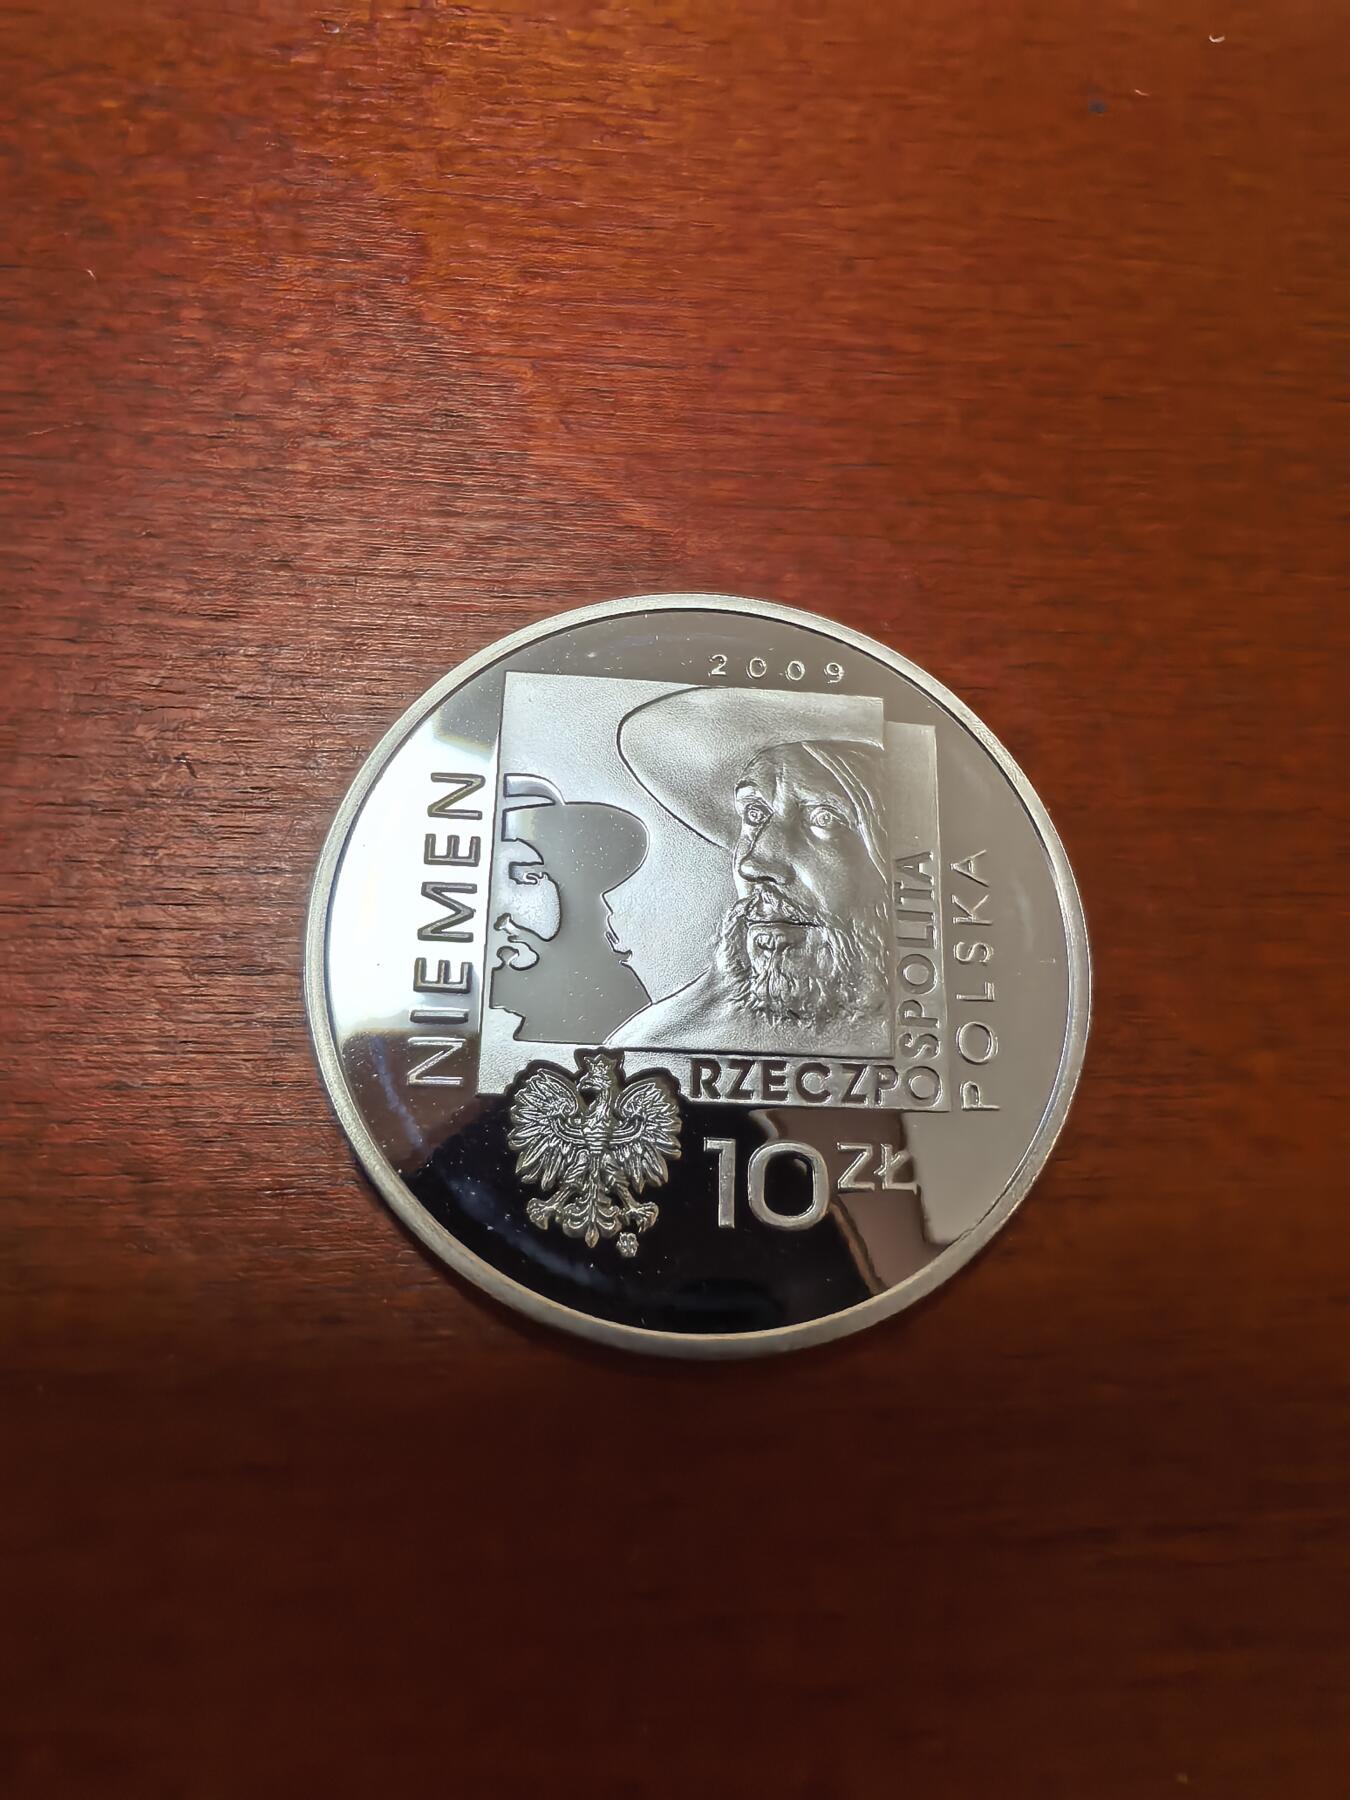 2009
NIEMEN
RZECZPOSPOLITA
POLSKA
10 ZŁ